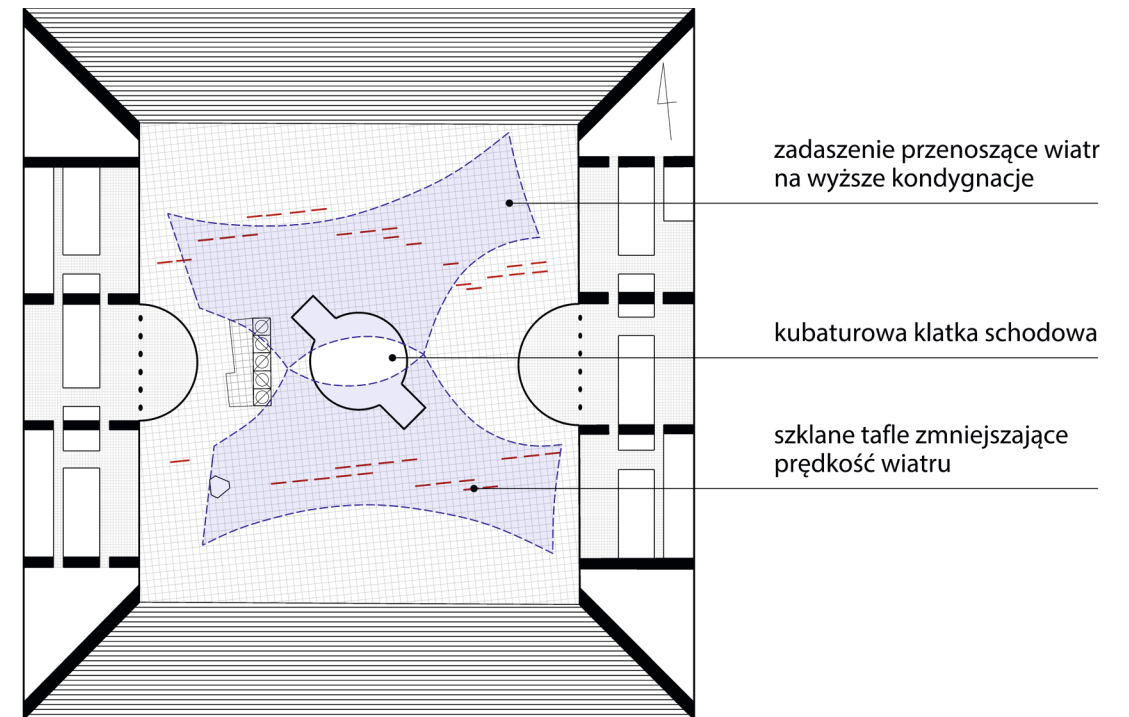 zadaszenie przenoszące wiatr
na wyższe kondygnacje
kubaturowa klatka schodowa
szklane tafle zmniejszające
prędkość wiatru